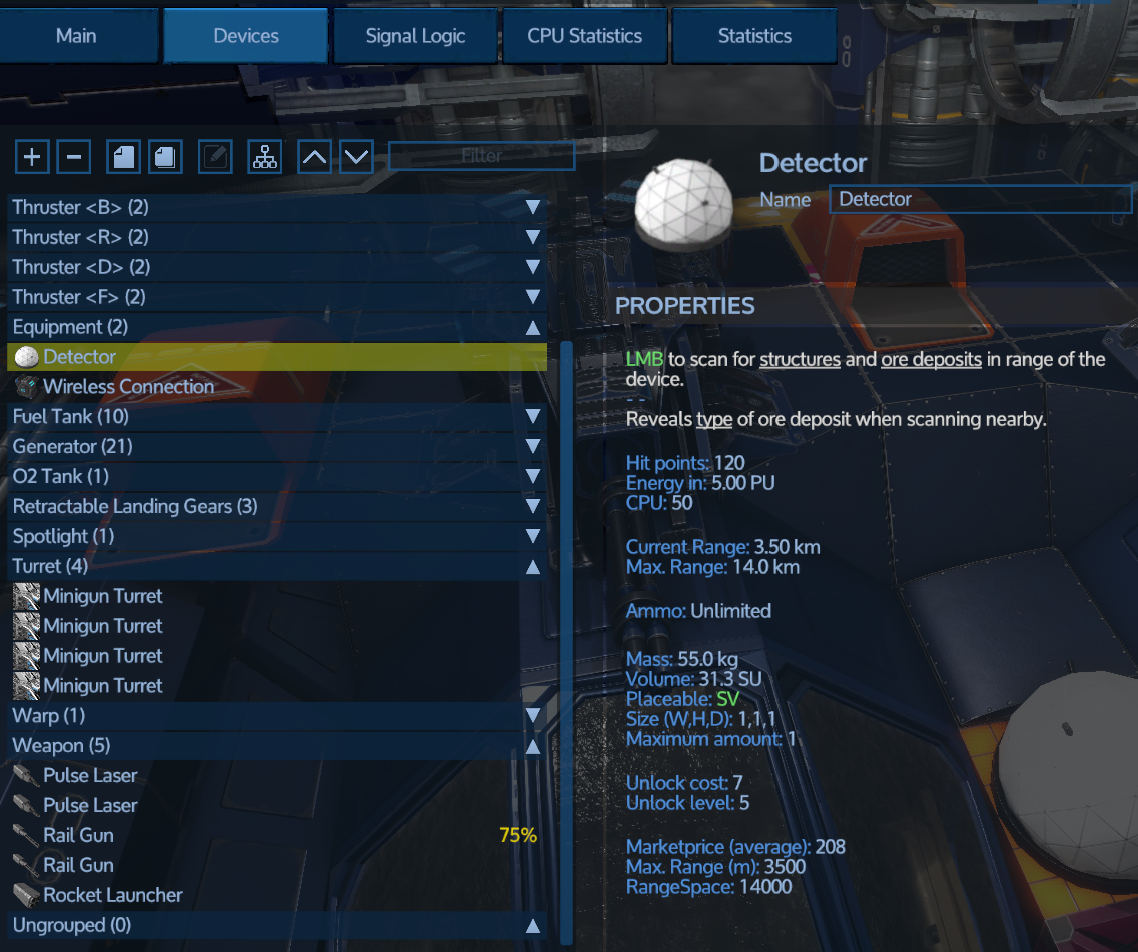 Main
Devices
Signal Logic
CPU Statistics
Statistics
Filter
Thruster <B> (2)
Thruster <R> (2)
Thruster <D> (2)
Thruster <F> (2)
Equipment (2)
Detector
Wireless Connection
Fuel Tank (10)
Generator (21)
O2 Tank (1)
Retractable Landing Gears (3)
Spotlight (1)
Turret (4)
Minigun Turret
Minigun Turret
Minigun Turret
Minigun Turret
Warp (1)
Weapon (5)
Pulse Laser
Pulse Laser
Rail Gun 75%
Rail Gun
Rocket Launcher
Ungrouped (0)
Detector
Name Detector
PROPERTIES
LMB to scan for structures and ore deposits in range of the
device.
- -
Reveals type of ore deposit when scanning nearby.
Hit points: 120
Energy in: 5.00 PU
CPU: 50
Current Range: 3.50 km
Max. Range: 14.0 km
Ammo: Unlimited
Mass: 55.0 kg
Volume: 31.3 SU
Placeable: SV
Size (W,H,D): 1,1,1
Maximum amount: 1
Unlock cost: 7
Unlock level: 5
Marketprice (average): 208
Max. Range (m): 3500
RangeSpace: 14000